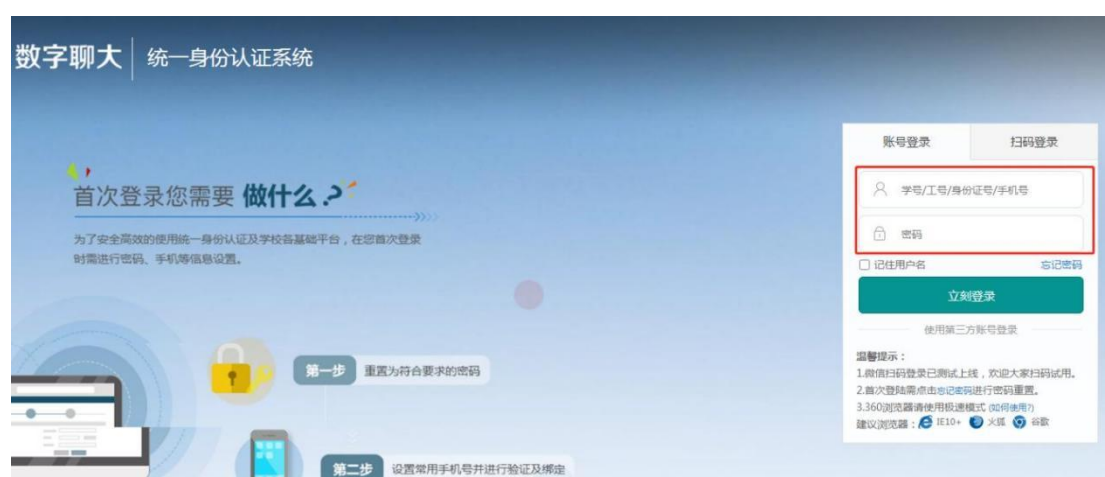 数字聊大 统一身份认证系统
账号登录 扫码登录
首次登录您需要 做什么?
为了安全高效的使用统一身份认证及学校各基础平台，在您首次登录
时需进行密码、手机等信息设置。
学号/工号/身份证号/手机号
密码
记住用户名 忘记密码
立刻登录
使用第三方账号登录
温馨提示：
1.微信扫码登录已测试上线，欢迎大家扫码试用。
2.首次登陆需点击忘记密码进行密码重置。
3.360浏览器请使用极速模式 (如何使用?)
建议浏览器： IE10+ 火狐 谷歌
第一步 重置为符合要求的密码
第二步 设置常用手机号并进行验证及绑定